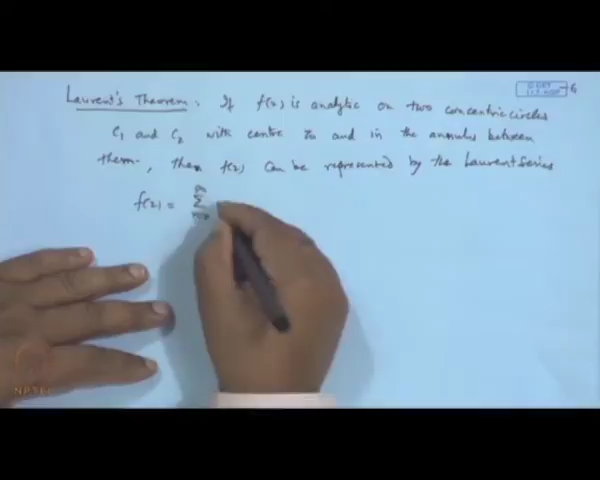 Laurent's Theorem : If f(z) is analytic on two concentric circles
C₁ and C₂ with centre z₀ and in the annulus between
them, then f(z) can be represented by the Laurent Series
f(z) = ∑
NPTEL